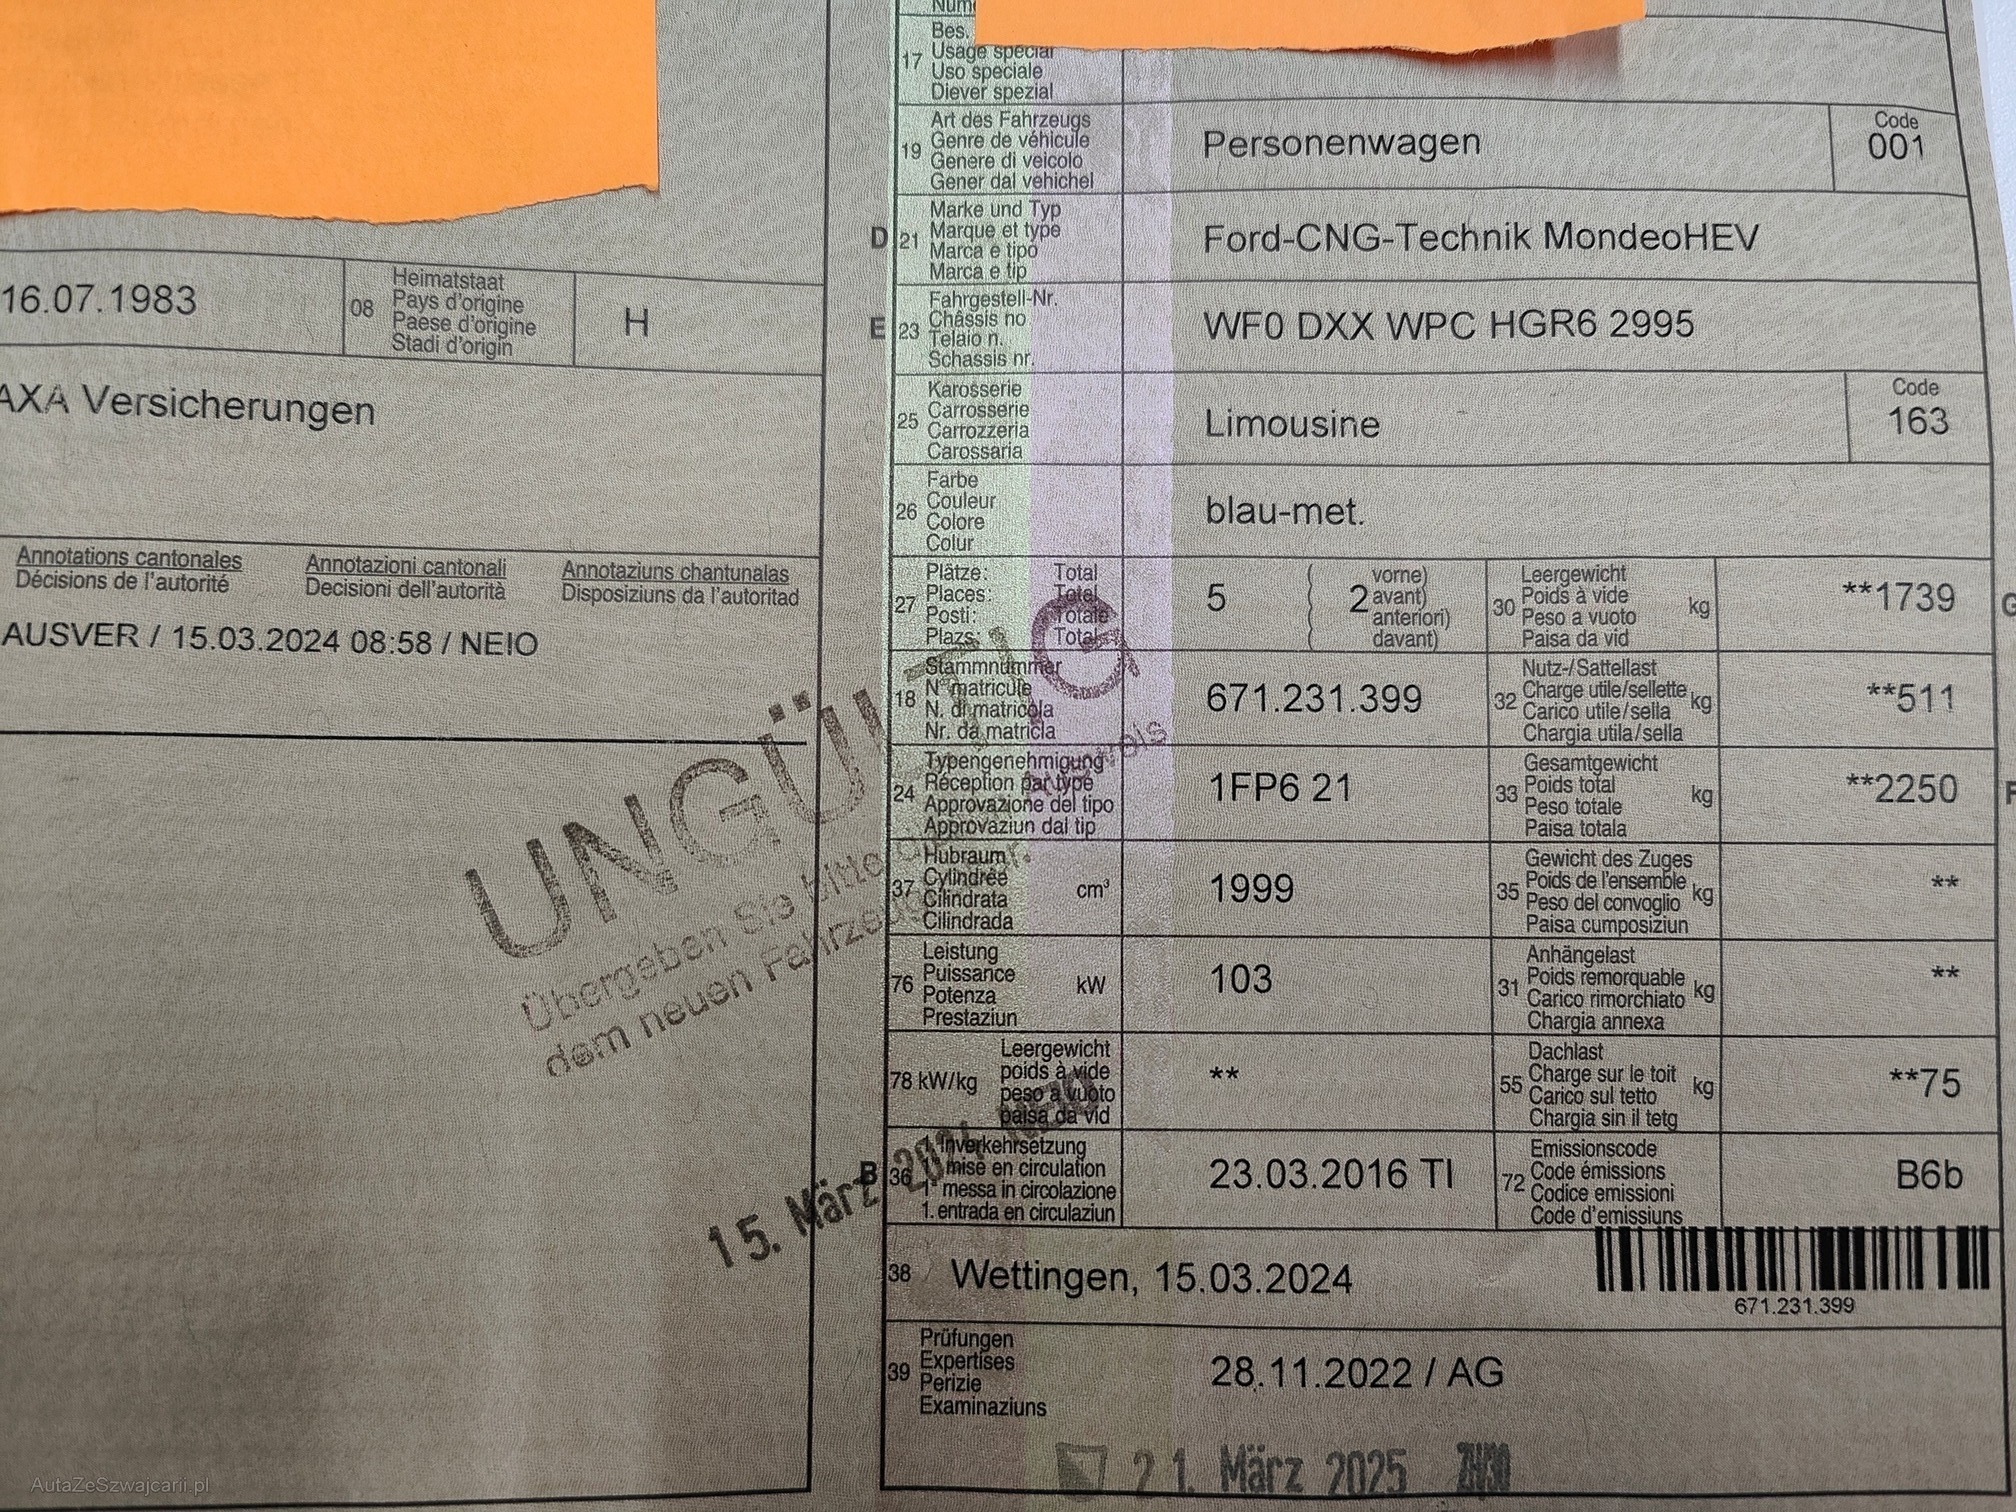 16.07.1983
08
Heimatstaat
Pays d'origine
Paese d'origine
Stadi d'origin
H
AXA Versicherungen
Annotations cantonales
Décisions de l'autorité
Annotazioni cantonali
Decisioni dell'autorità
Annotaziuns chantunalas
Disposiziuns da l'autoritad
AUSVER / 15.03.2024 08:58 / NEIO
UNGÜLTIG
Übergeben Sie bitte
dem neuen
15. März 2024 NEIO
17
Bes.
Usage spécial
Uso speciale
Diever spezial
19
Art des Fahrzeugs
Genre de véhicule
Genere di veicolo
Gener dal vehichel
Personenwagen
Code
001
D
21
Marke und Typ
Marque et type
Marca e tipo
Marca e tip
Ford-CNG-Technik MondeoHEV
E
23
Fahrgestell-Nr.
Châssis no
Telaio n.
Schassis nr.
WF0 DXX WPC HGR6 2995
25
Karosserie
Carrosserie
Carrozzeria
Carossaria
Limousine
Code
163
26
Farbe
Couleur
Colore
Colur
blau-met.
27
Plätze: Total
Places: Total
Posti: Totale
Plazs: Total
5 ( 2
vorne)
avant)
anteriori)
davant)
30
Leergewicht
Poids à vide
Peso a vuoto
Paisa da vid
kg
**1739
G
18
Stammnummer
N° matricule
N. di matricola
Nr. da matricla
671.231.399
32
Nutz-/Sattellast
Charge utile/sellette
Carico utile/sella
Chargia utila/sella
kg
**511
24
Typengenehmigung
Réception par type
Approvazione del tipo
Approvaziun dal tip
1FP6 21
33
Gesamtgewicht
Poids total
Peso totale
Paisa totala
kg
**2250
F
37
Hubraum
Cylindrée
Cilindrata
Cilindrada
cm³
1999
35
Gewicht des Zuges
Poids de l'ensemble
Peso del convoglio
Paisa cumposiziun
kg
**
76
Leistung
Puissance
Potenza
Prestaziun
kW
103
31
Anhängelast
Poids remorquable
Carico rimorchiato
Chargia annexa
kg
**
78 kW/kg
Leergewicht
poids à vide
peso a vuoto
paisa da vid
**
55
Dachlast
Charge sur le toit
Carico sul tetto
Chargia sin il tetg
kg
**75
B
36
1. Inverkehrsetzung
1ʳᵉ mise en circulation
1ª messa in circolazione
1. entrada en circulaziun
23.03.2016 TI
72
Emissionscode
Code émissions
Codice emissioni
Code d'emissiuns
B6b
38
Wettingen, 15.03.2024
671.231.399
39
Prüfungen
Expertises
Perizie
Examinaziuns
28.11.2022 / AG
21. März 2025
AutaZeSzwajcarii.pl